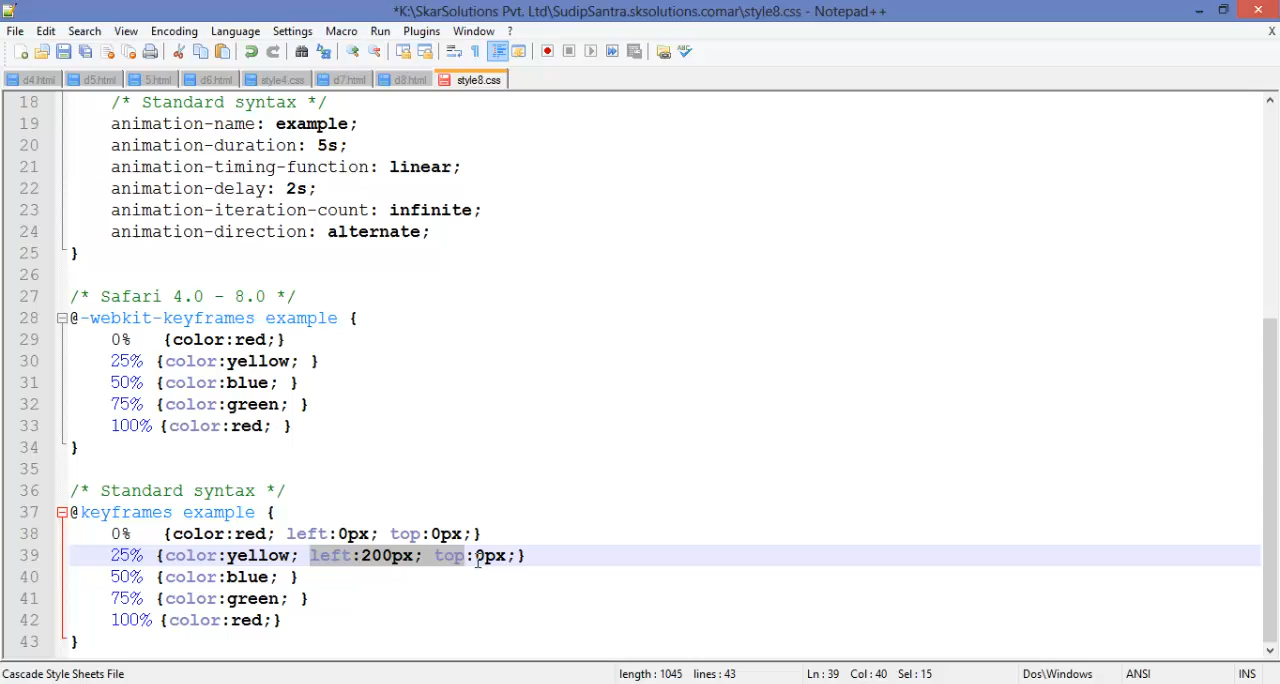 *K:\SkarSolutions Pvt. Ltd\SudipSantra.sksolutions.comar\style8.css - Notepad++
File Edit Search View Encoding Language Settings Macro Run Plugins Window ? X
d4.html d5.html 5.html d6.html style4.css d7.html d8.html style8.css
18 /* Standard syntax */
19 animation-name: example;
20 animation-duration: 5s;
21 animation-timing-function: linear;
22 animation-delay: 2s;
23 animation-iteration-count: infinite;
24 animation-direction: alternate;
25 }
26
27 /* Safari 4.0 - 8.0 */
28 @-webkit-keyframes example {
29 0% {color:red;}
30 25% {color:yellow; }
31 50% {color:blue; }
32 75% {color:green; }
33 100% {color:red; }
34 }
35
36 /* Standard syntax */
37 @keyframes example {
38 0% {color:red; left:0px; top:0px;}
39 25% {color:yellow; left:200px; top:0px;}
40 50% {color:blue; }
41 75% {color:green; }
42 100% {color:red;}
43 }
Cascade Style Sheets File length : 1045 lines : 43 Ln : 39 Col : 40 Sel : 15 Dos\Windows ANSI INS